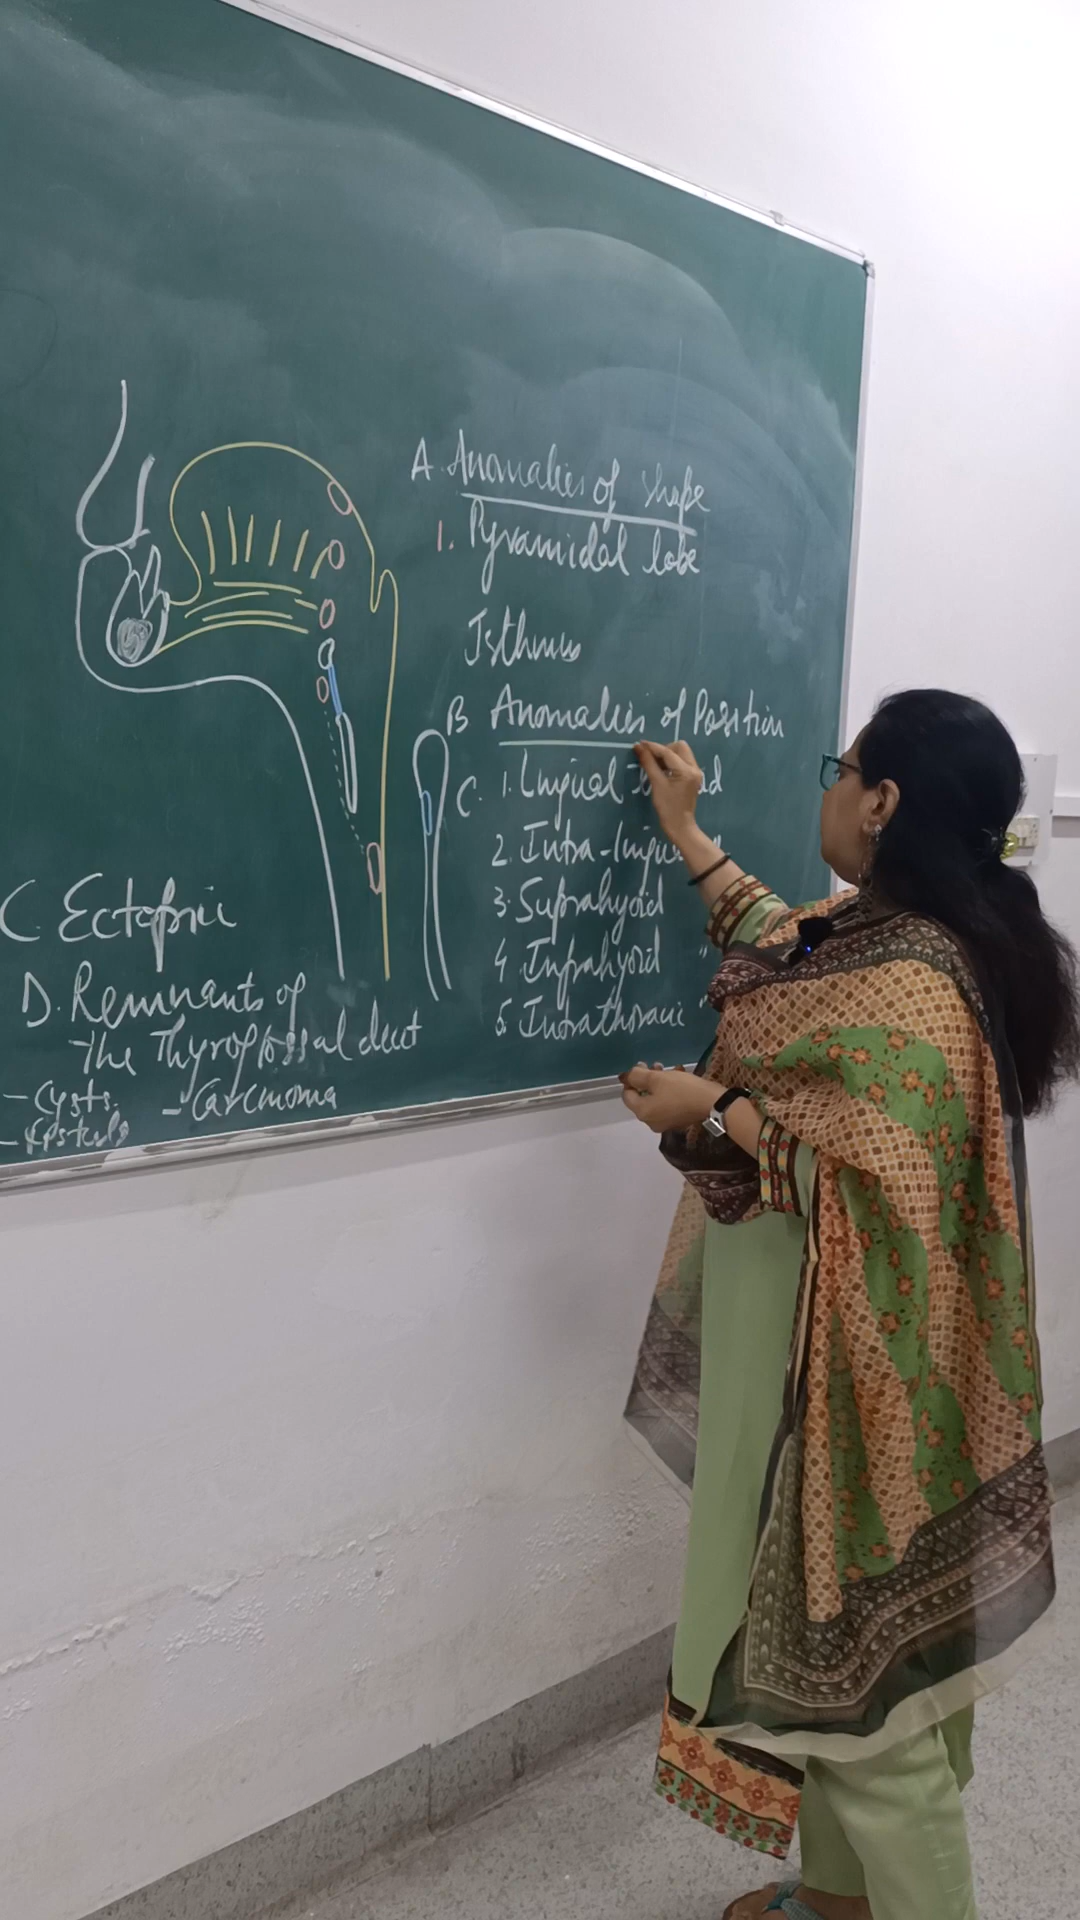 A. Anomalies of Shape
1. Pyramidal lobe
Isthmus
B Anomalies of Position
C. 1. Lingual
2. Intra-lingual "
3. Suprahyoid
4. Infrahyoid "
5. Intrathoracic "
C. Ectopic
D. Remnants of
the Thyroglossal duct
- Cysts. - Carcinoma